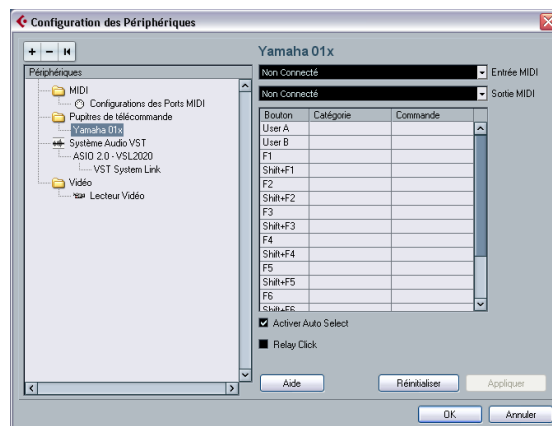 Configuration des Périphériques
Yamaha 01x
Périphériques
MIDI
Configurations des Ports MIDI
Pupitres de télécommande
Yamaha 01x
Système Audio VST
ASIO 2.0 - VSL2020
VST System Link
Vidéo
Lecteur Vidéo
Non Connecté Entrée MIDI
Non Connecté Sortie MIDI
Bouton Catégorie Commande
User A
User B
F1
Shift+F1
F2
Shift+F2
F3
Shift+F3
F4
Shift+F4
F5
Shift+F5
F6
Shift+F6
Activer Auto Select
Relay Click
Aide Réinitialiser Appliquer
OK Annuler